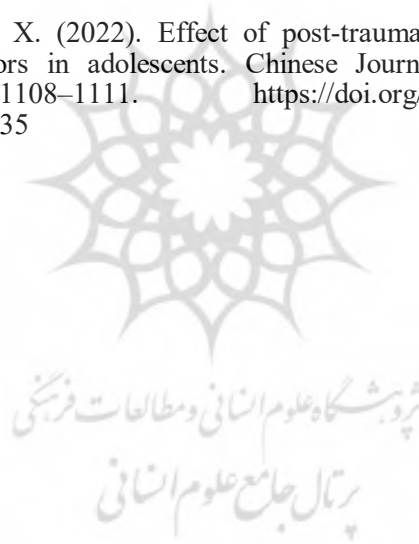 X. (2022). Effect of post-trauma
ors in adolescents. Chinese Journ
1108–1111. https://doi.org/
35
پژوهشگاه علوم انسانی و مطالعات فرهنگی
پرتال جامع علوم انسانی